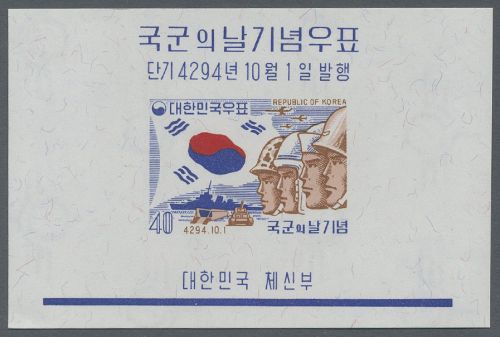 국군의날기념우표
단기4294년10월1일발행
대한민국우표
REPUBLIC OF KOREA
40
4294.10.1
국군의날기념
대한민국 체신부